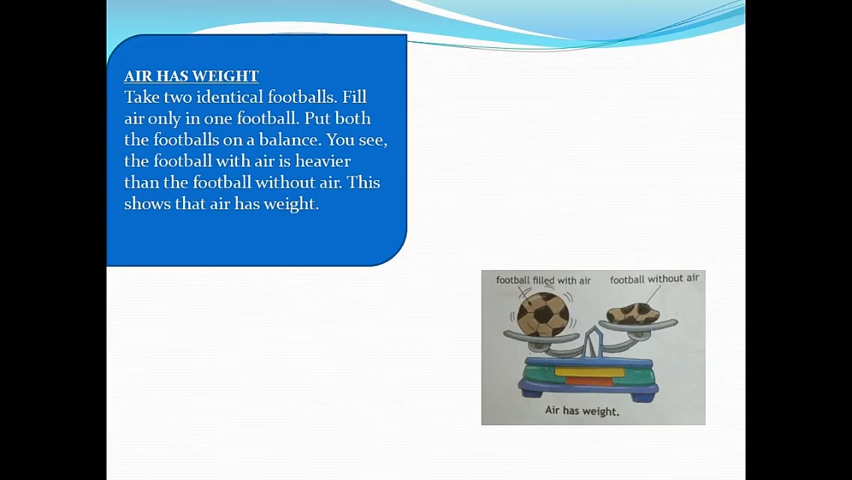 AIR HAS WEIGHT
Take two identical footballs. Fill
air only in one football. Put both
the footballs on a balance. You see,
the football with air is heavier
than the football without air. This
shows that air has weight.
football filled with air
football without air
Air has weight.